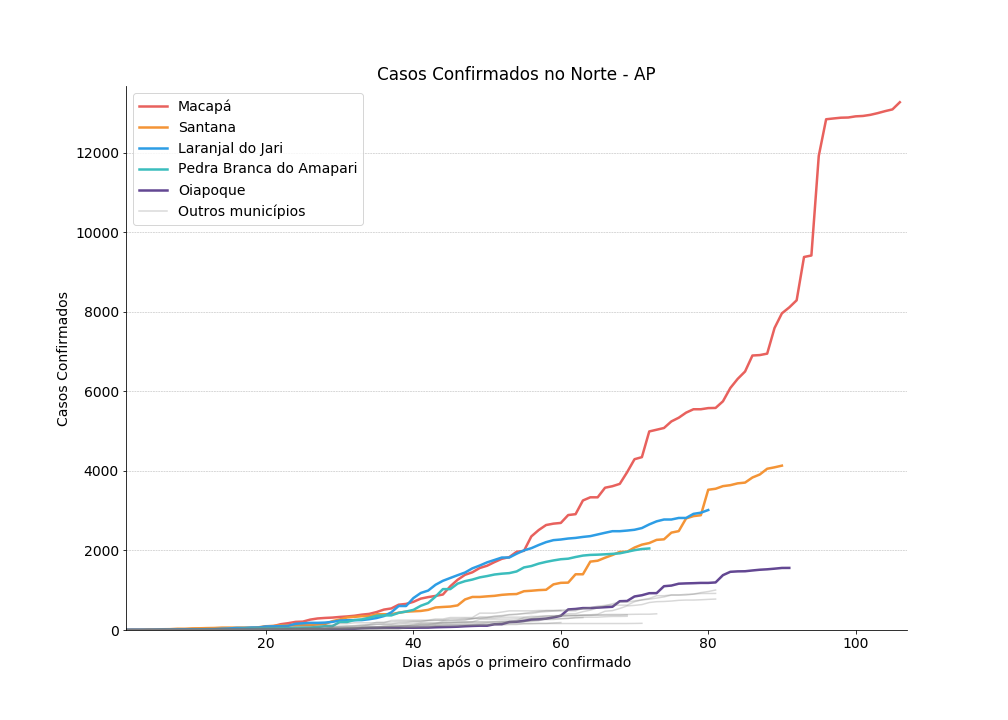 Casos Confirmados no Norte - AP
Macapá
Santana
Laranjal do Jari
Pedra Branca do Amapari
Oiapoque
Outros municípios
Casos Confirmados
12000
10000
8000
6000
4000
2000
0
20
40
60
80
100
Dias após o primeiro confirmado